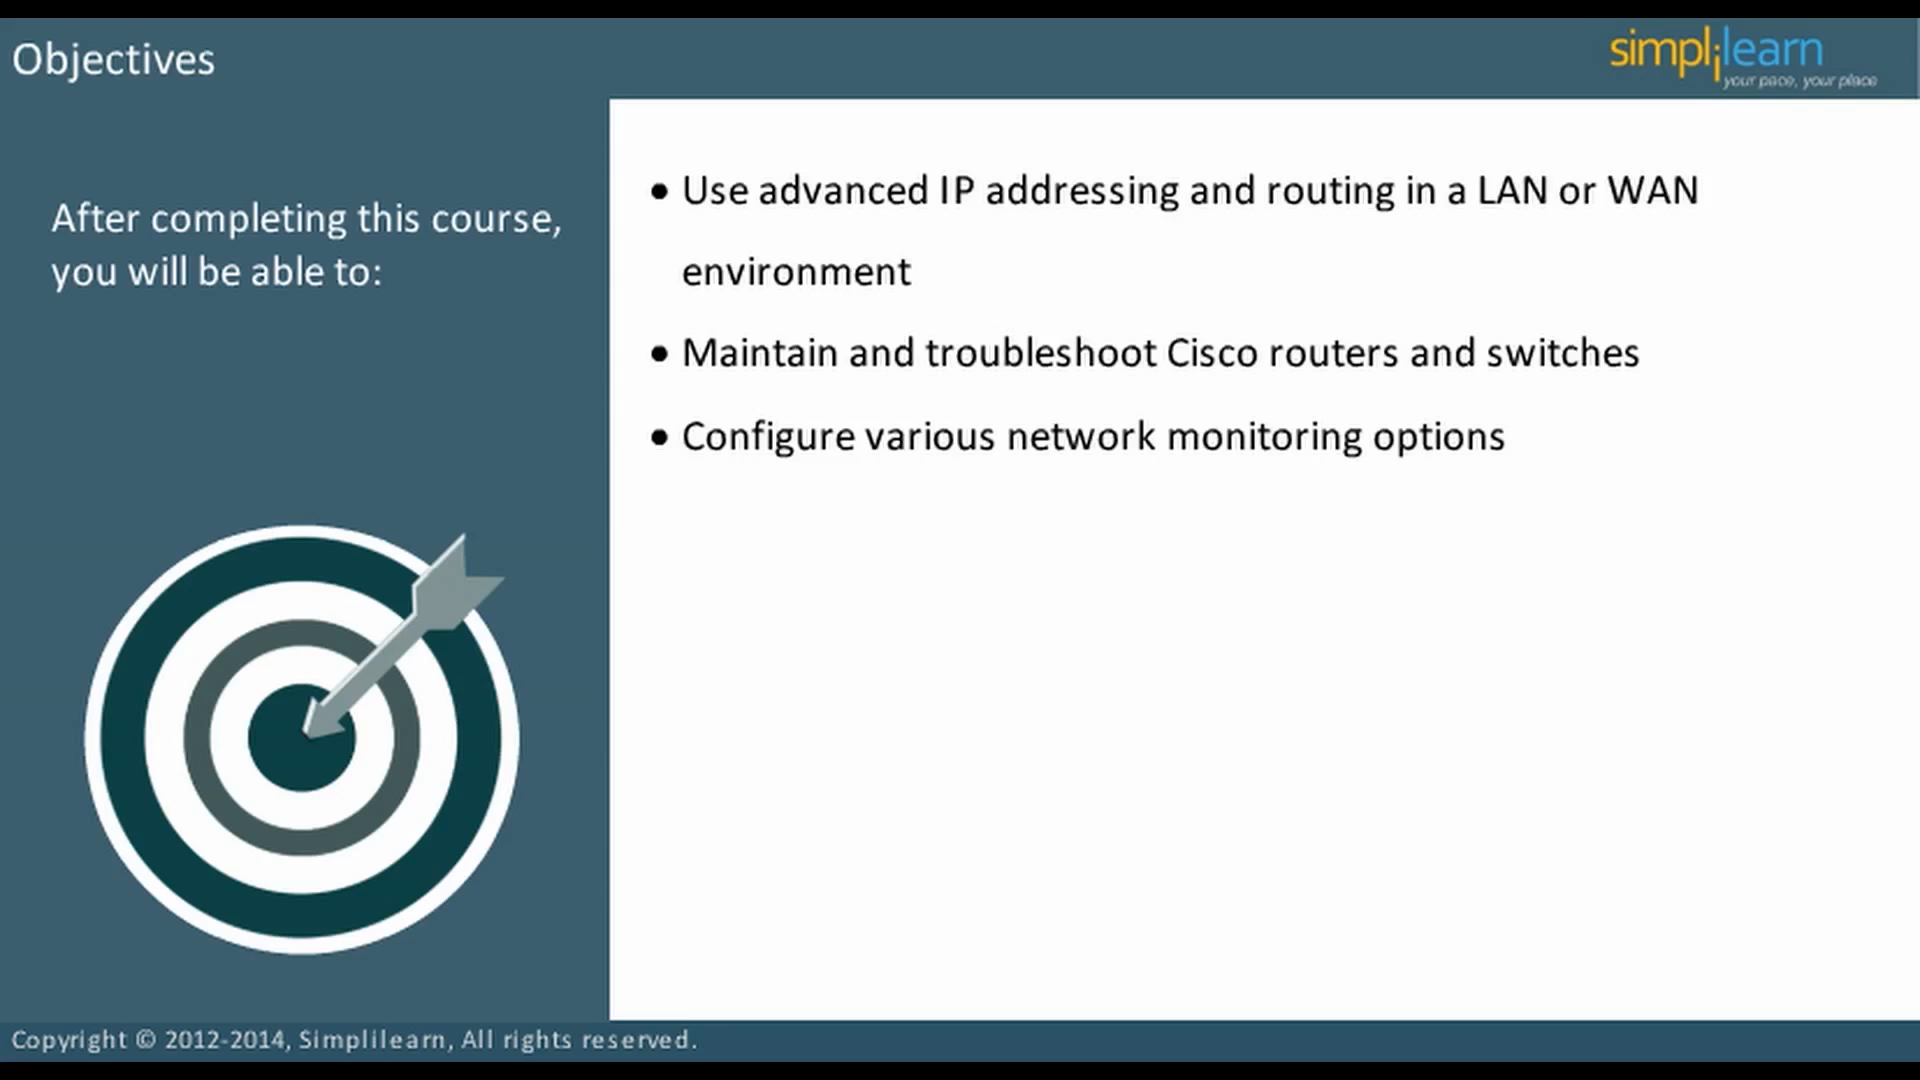 Objectives
simplilearn
your pace, your place
After completing this course,
you will be able to:
• Use advanced IP addressing and routing in a LAN or WAN
environment
• Maintain and troubleshoot Cisco routers and switches
• Configure various network monitoring options
Copyright © 2012-2014, Simplilearn, All rights reserved.